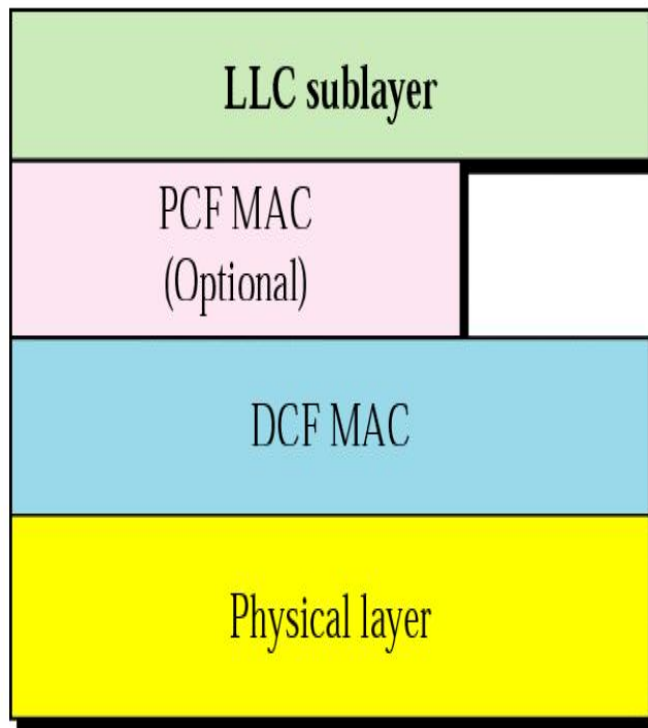 LLC sublayer
PCF MAC
(Optional)
DCF MAC
Physical layer